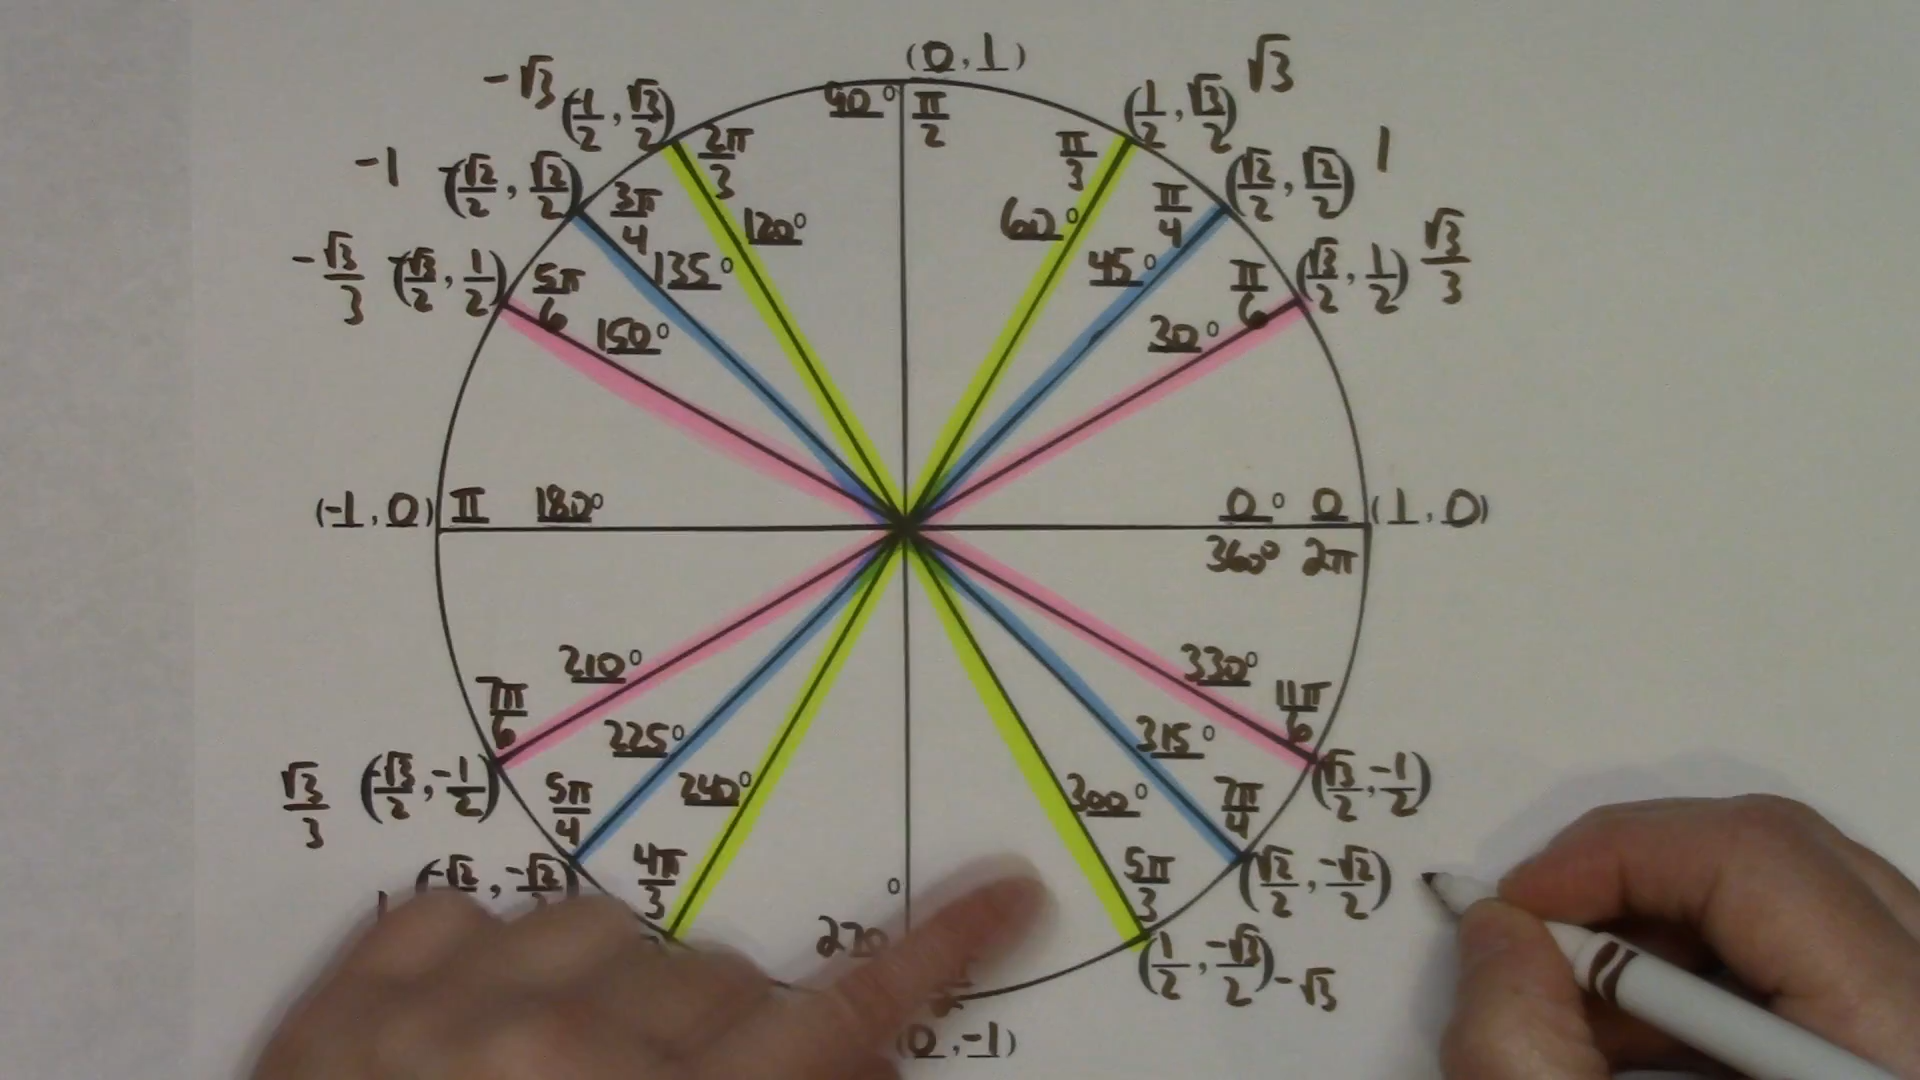 (0, 1)
-√3 (-1/2, √3/2) 90° π/2 (1/2, √3/2) √3
-1 (-√2/2, √2/2) 2π/3 π/3 (√2/2, √2/2) 1
3π/4 120° 60° π/4
-√3/3 (-√3/2, 1/2) 5π/6 135° 45° π/6 (√3/2, 1/2) √3/3
150° 30°
(-1, 0) π 180° 0° 0 (1, 0)
360° 2π
210° 330°
7π/6 225° 315° 11π/6
√3/3 (-√3/2, -1/2) 5π/4 240° 300° 7π/4 (√3/2, -1/2)
(-√2/2, -√2/2) 4π/3 5π/3 (√2/2, -√2/2)
270° (1/2, -√3/2) -√3
(0, -1)